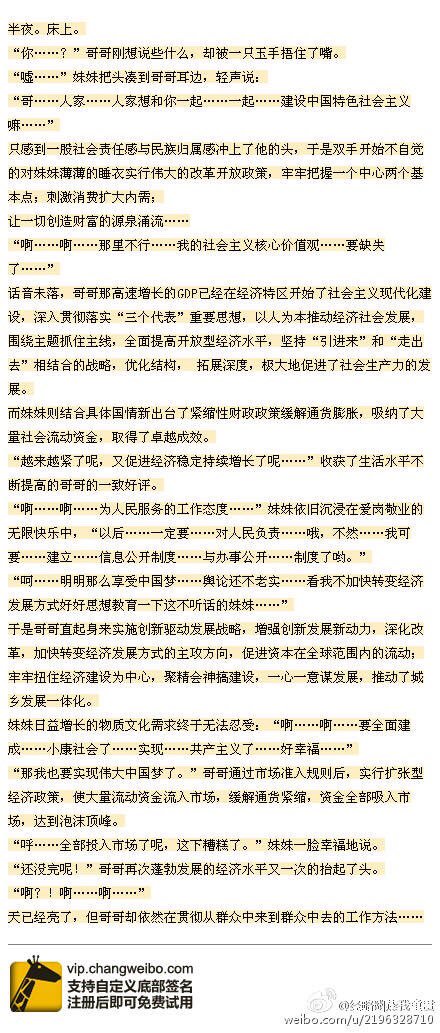 半夜。床上。
“你……？”哥哥刚想说些什么，却被一只玉手捂住了嘴。
“嘘……”妹妹把头凑到哥哥耳边，轻声说：
“哥……人家……人家想和你一起……一起……建设中国特色社会主义
嘛……”
只感到一股社会责任感与民族归属感冲上了他的头，于是双手开始不自觉
的对妹妹薄薄的睡衣实行伟大的改革开放政策，牢牢把握一个中心两个基
本点；刺激消费扩大内需；
让一切创造财富的源泉涌流……
“啊……啊……那里不行……我的社会主义核心价值观……要缺失
了……”
话音未落，哥哥那高速增长的GDP已经在经济特区开始了社会主义现代化建
设，深入贯彻落实“三个代表”重要思想，以人为本推动经济社会发展，
围绕主题抓住主线，全面提高开放型经济水平，坚持“引进来”和“走出
去”相结合的战略，优化结构， 拓展深度，极大地促进了社会生产力的发
展。
而妹妹则结合具体国情新出台了紧缩性财政政策缓解通货膨胀，吸纳了大
量社会流动资金，取得了卓越成效。
“越来越紧了呢，又促进经济稳定持续增长了呢……”收获了生活水平不
断提高的哥哥的一致好评。
“啊……啊……为人民服务的工作态度……”妹妹依旧沉浸在爱岗敬业的
无限快乐中，“以后……一定要……对人民负责……哦，不然……我可
要……建立……信息公开制度……与办事公开……制度了哟。”
“呵……明明那么享受中国梦……舆论还不老实……看我不加快转变经济
发展方式好好思想教育一下这不听话的妹妹……”
于是哥哥直起身来实施创新驱动发展战略，增强创新发展新动力，深化改
革，加快转变经济发展方式的主攻方向，促进资本在全球范围内的流动；
牢牢扭住经济建设为中心，聚精会神搞建设，一心一意谋发展，推动了城
乡发展一体化。
妹妹日益增长的物质文化需求终于无法忍受：“啊……啊……要全面建
成……小康社会了……实现……共产主义了……好幸福……”
“那我也要实现伟大中国梦了。”哥哥通过市场准入规则后，实行扩张型
经济政策，使大量流动资金流入市场，缓解通货紧缩，资金全部吸入市
场，达到泡沫顶峰。
“呼……全部投入市场了呢，这下糟糕了。”妹妹一脸幸福地说。
“还没完呢！”哥哥再次蓬勃发展的经济水平又一次的抬起了头。
“啊？！啊……啊……”
天已经亮了，但哥哥却依然在贯彻从群众中来到群众中去的工作方法……
vip.changweibo.com
支持自定义底部签名
注册后即可免费试用
weibo.com/u/2196328710